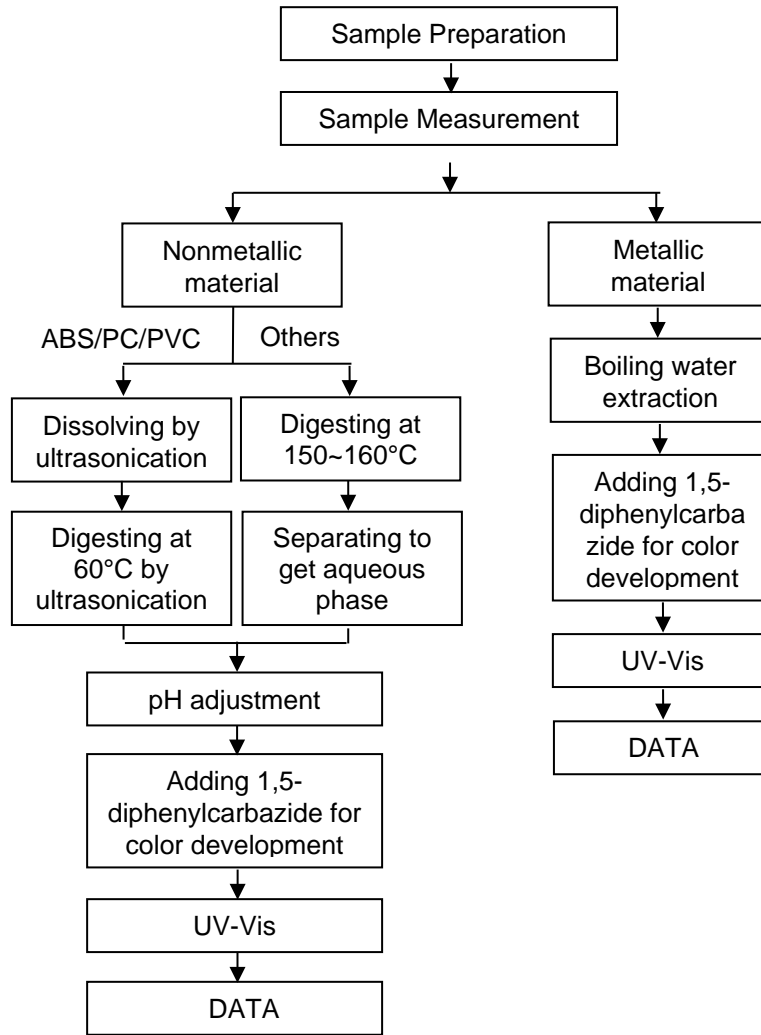 Sample Preparation
Sample Measurement
Nonmetallic
material
ABS/PC/PVC
Others
Dissolving by
ultrasonication
Digesting at
150~160°C
Digesting at
60°C by
ultrasonication
Separating to
get aqueous
phase
pH adjustment
Adding 1,5-
diphenylcarbazide for
color development
UV-Vis
DATA
Metallic
material
Boiling water
extraction
Adding 1,5-
diphenylcarba
zide for color
development
UV-Vis
DATA